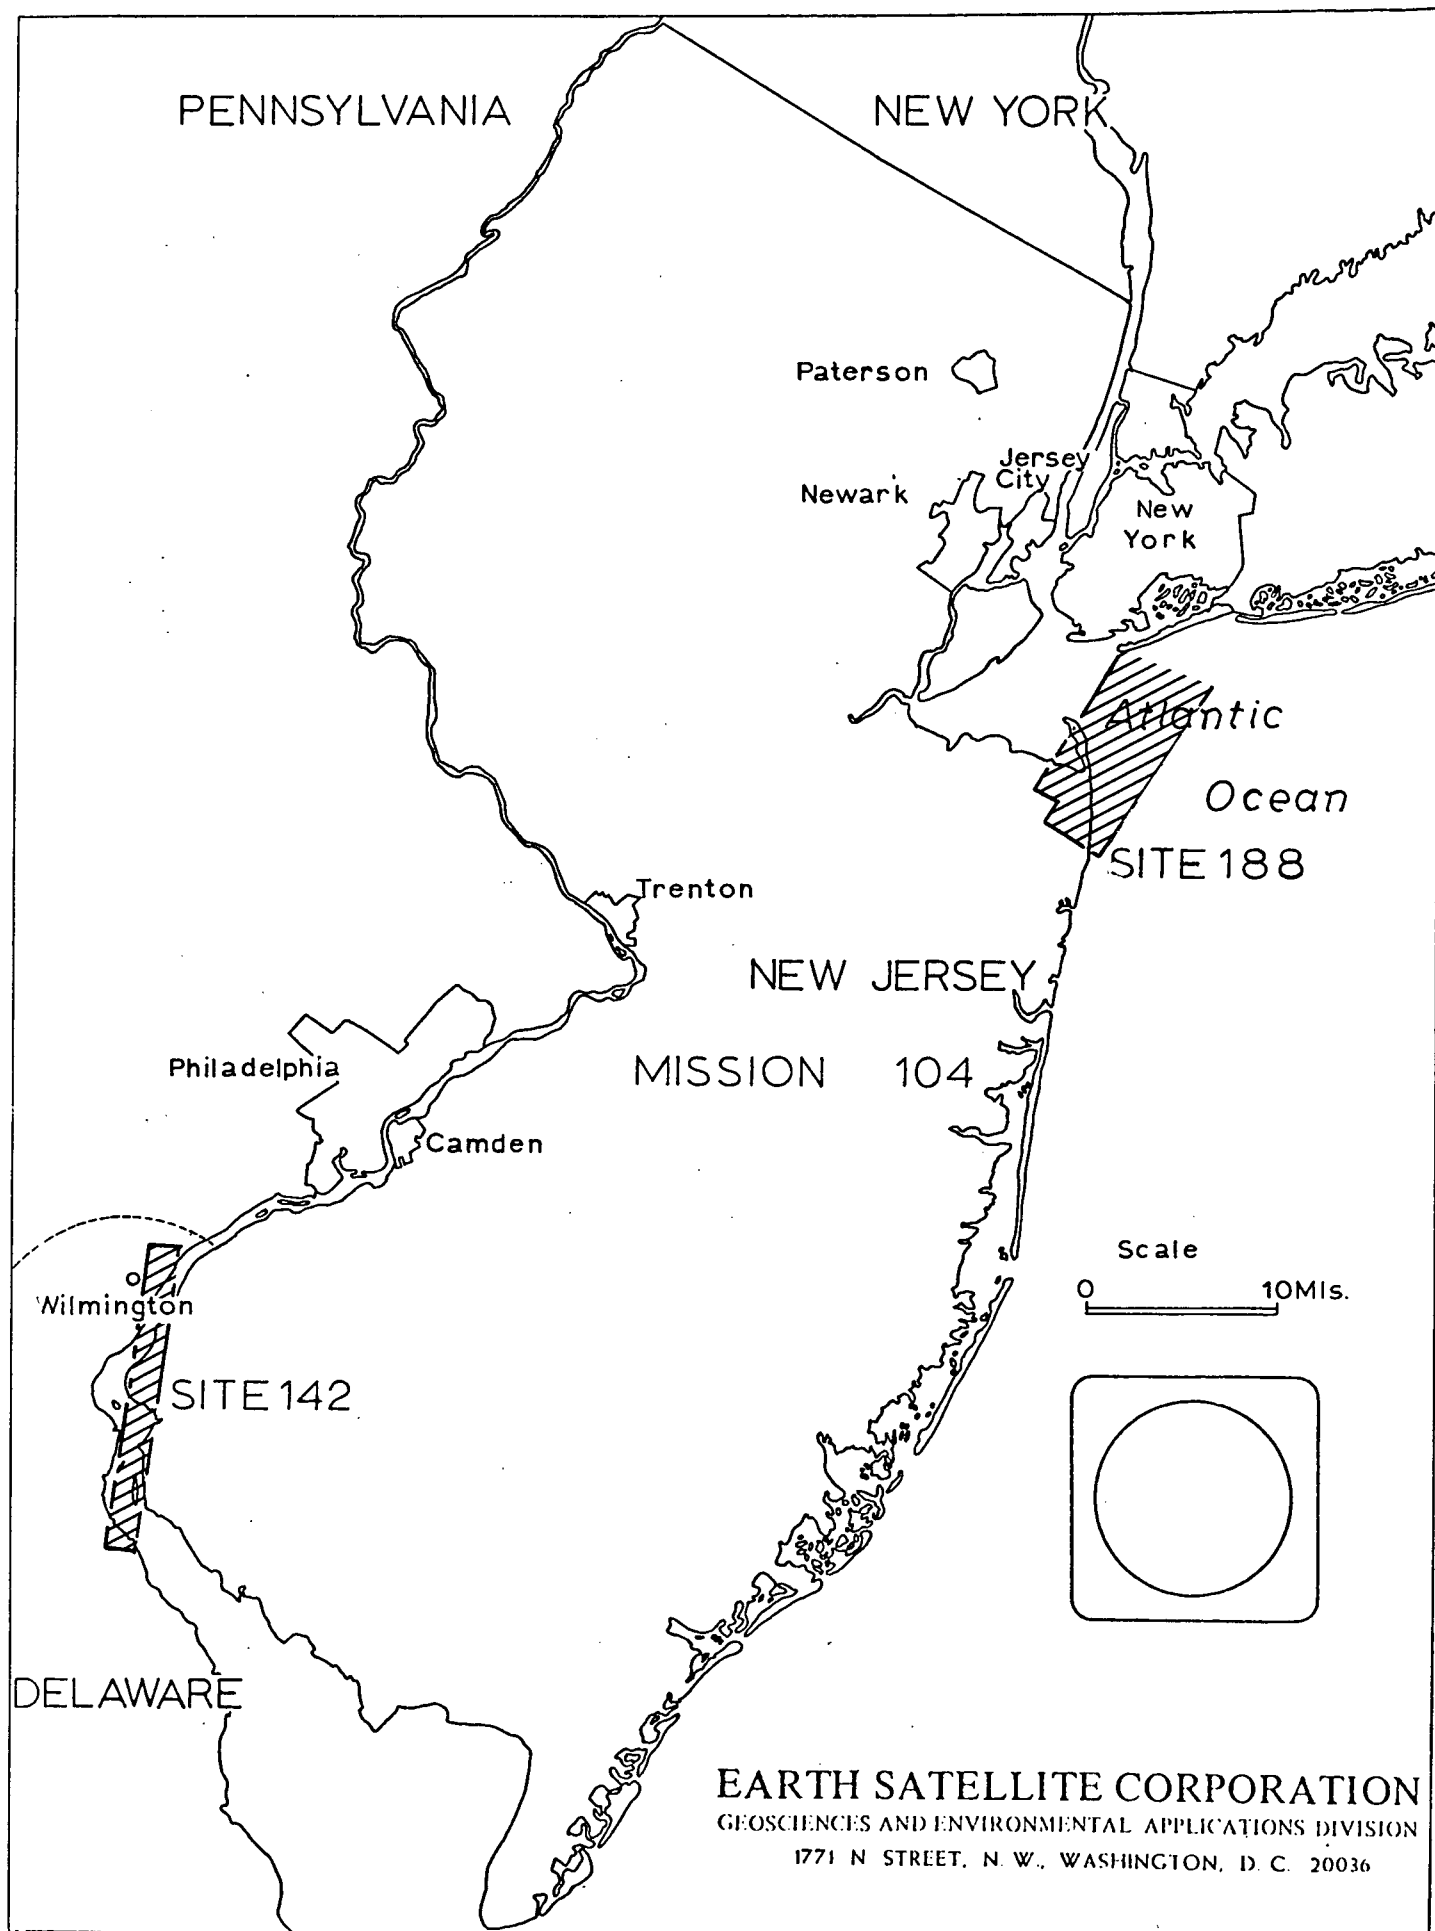 PENNSYLVANIA
NEW YORK
Paterson
Jersey
City
Newark
New
York
Atlantic
Ocean
SITE 188
Trenton
NEW JERSEY
Philadelphia
MISSION 104
Camden
Scale
0 10Mls.
Wilmington
SITE 142
DELAWARE
EARTH SATELLITE CORPORATION
GEOSCIENCES AND ENVIRONMENTAL APPLICATIONS DIVISION
1771 N STREET, N. W., WASHINGTON, D. C. 20036